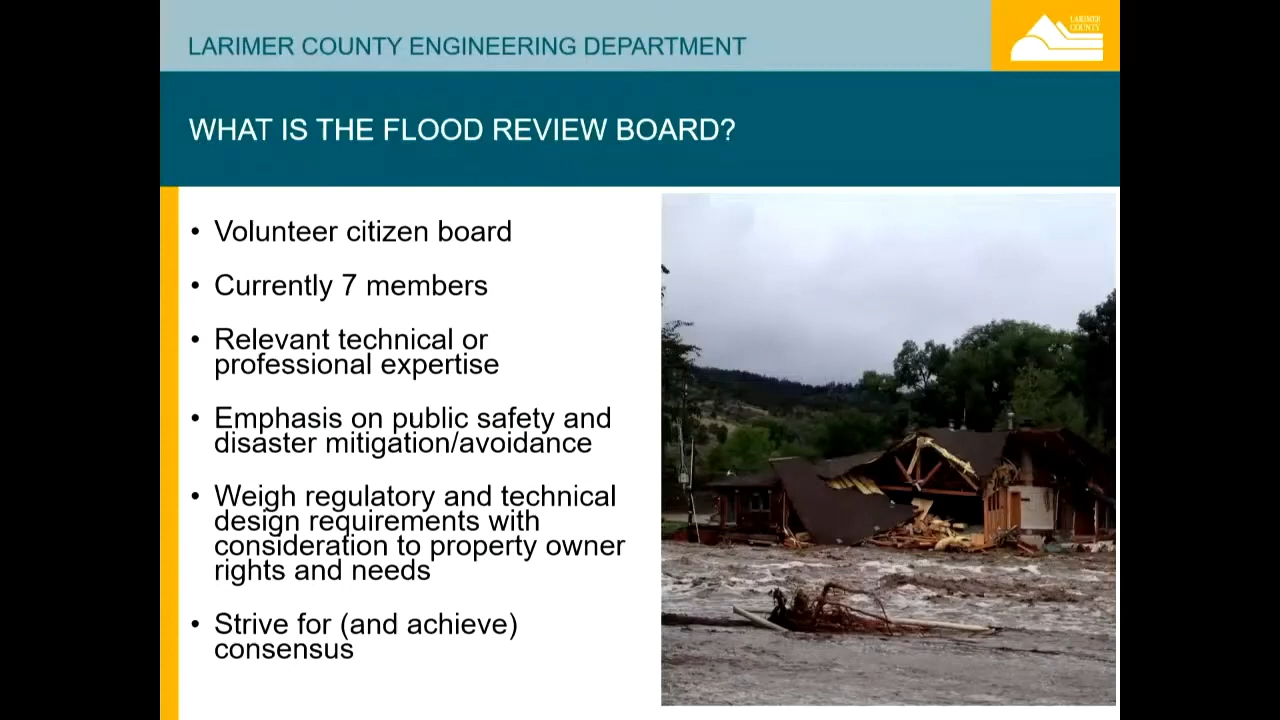 LARIMER COUNTY ENGINEERING DEPARTMENT
LARIMER
COUNTY
WHAT IS THE FLOOD REVIEW BOARD?
• Volunteer citizen board
• Currently 7 members
• Relevant technical or
professional expertise
• Emphasis on public safety and
disaster mitigation/avoidance
• Weigh regulatory and technical
design requirements with
consideration to property owner
rights and needs
• Strive for (and achieve)
consensus